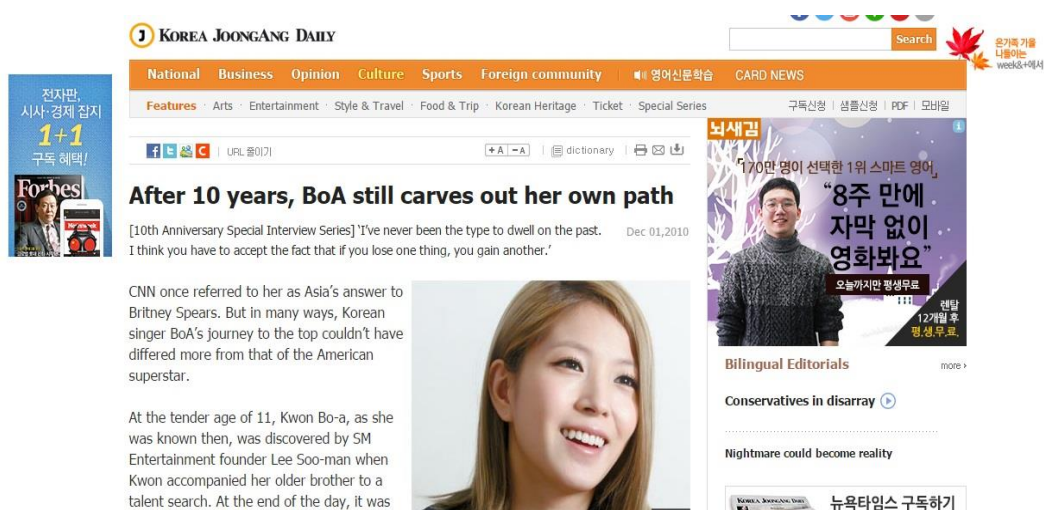 KOREA JOONGANG DAILY
Search
온가족 가을
나들이는
week&+에서
National Business Opinion Culture Sports Foreign community 영어신문학습 CARD NEWS
Features · Arts · Entertainment · Style & Travel · Food & Trip · Korean Heritage · Ticket · Special Series 구독신청 | 샘플신청 | PDF | 모바일
전자판,
시사·경제 잡지
1+1
구독 혜택!
Forbes
URL 줄이기
+A -A | dictionary
After 10 years, BoA still carves out her own path
[10th Anniversary Special Interview Series] ‘I’ve never been the type to dwell on the past.
I think you have to accept the fact that if you lose one thing, you gain another.’
Dec 01,2010
CNN once referred to her as Asia’s answer to
Britney Spears. But in many ways, Korean
singer BoA’s journey to the top couldn’t have
differed more from that of the American
superstar.
At the tender age of 11, Kwon Bo-a, as she
was known then, was discovered by SM
Entertainment founder Lee Soo-man when
Kwon accompanied her older brother to a
talent search. At the end of the day, it was
뇌새김
「170만 명이 선택한 1위 스마트 영어」
“8주 만에
자막 없이
영화봐요”
오늘까지만 평생무료
렌탈
12개월 후
평.생.무.료.
Bilingual Editorials more ›
Conservatives in disarray
Nightmare could become reality
KOREA JOONGANG DAILY
뉴욕타임스 구독하기